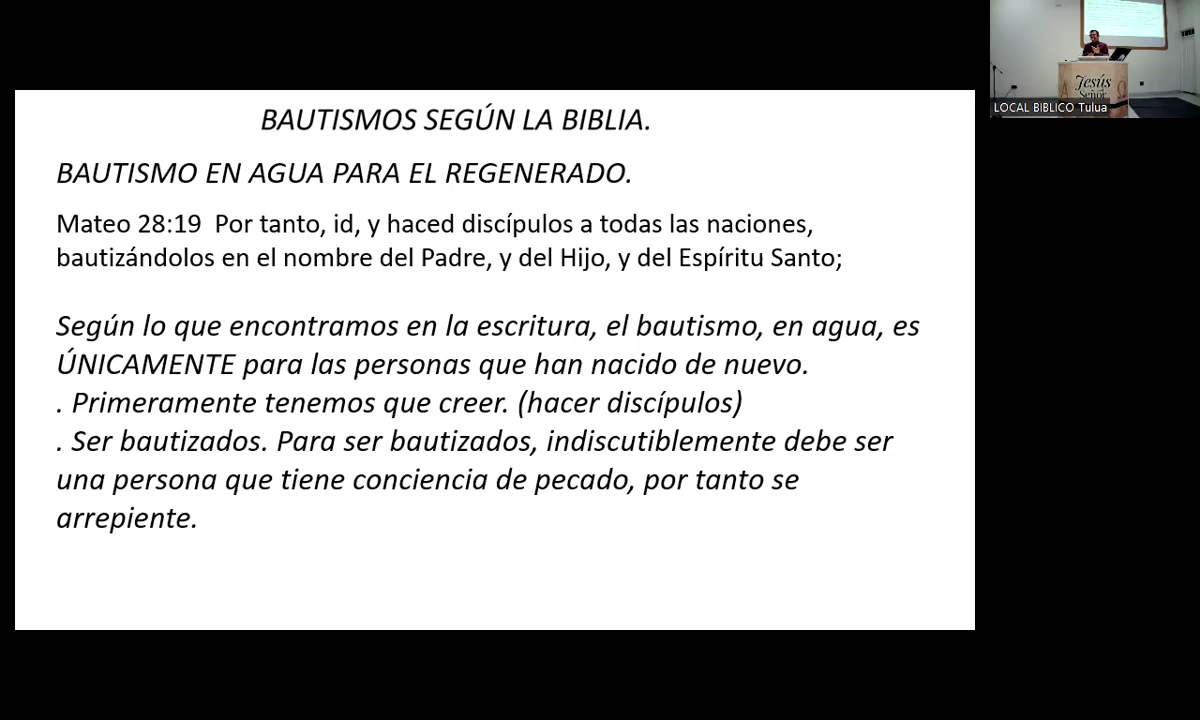 BAUTISMOS SEGÚN LA BIBLIA.
BAUTISMO EN AGUA PARA EL REGENERADO.
Mateo 28:19 Por tanto, id, y haced discípulos a todas las naciones,
bautizándolos en el nombre del Padre, y del Hijo, y del Espíritu Santo;
Según lo que encontramos en la escritura, el bautismo, en agua, es
ÚNICAMENTE para las personas que han nacido de nuevo.
. Primeramente tenemos que creer. (hacer discípulos)
. Ser bautizados. Para ser bautizados, indiscutiblemente debe ser
una persona que tiene conciencia de pecado, por tanto se
arrepiente.
Jesús
Señor
Α Ω
LOCAL BIBLICO Tulua